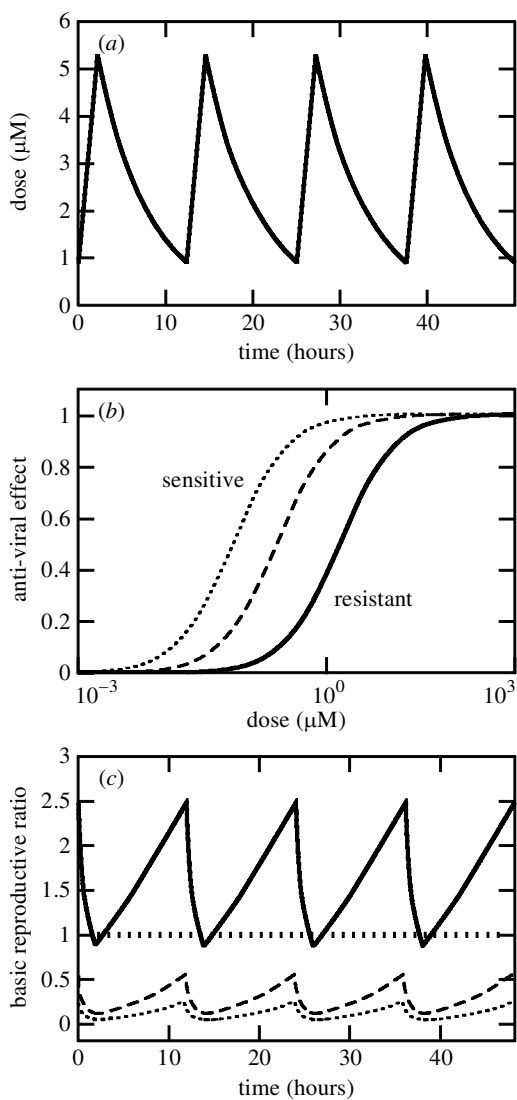 (a)
6
5
4
3
2
1
0
dose (μM)
0 10 20 30 40
time (hours)
(b)
1
0.8
0.6
0.4
0.2
0
anti-viral effect
sensitive
resistant
10⁻³ 10⁰ 10³
dose (μM)
(c)
3
2.5
2
1.5
1
0.5
0
basic reproductive ratio
0 10 20 30 40
time (hours)